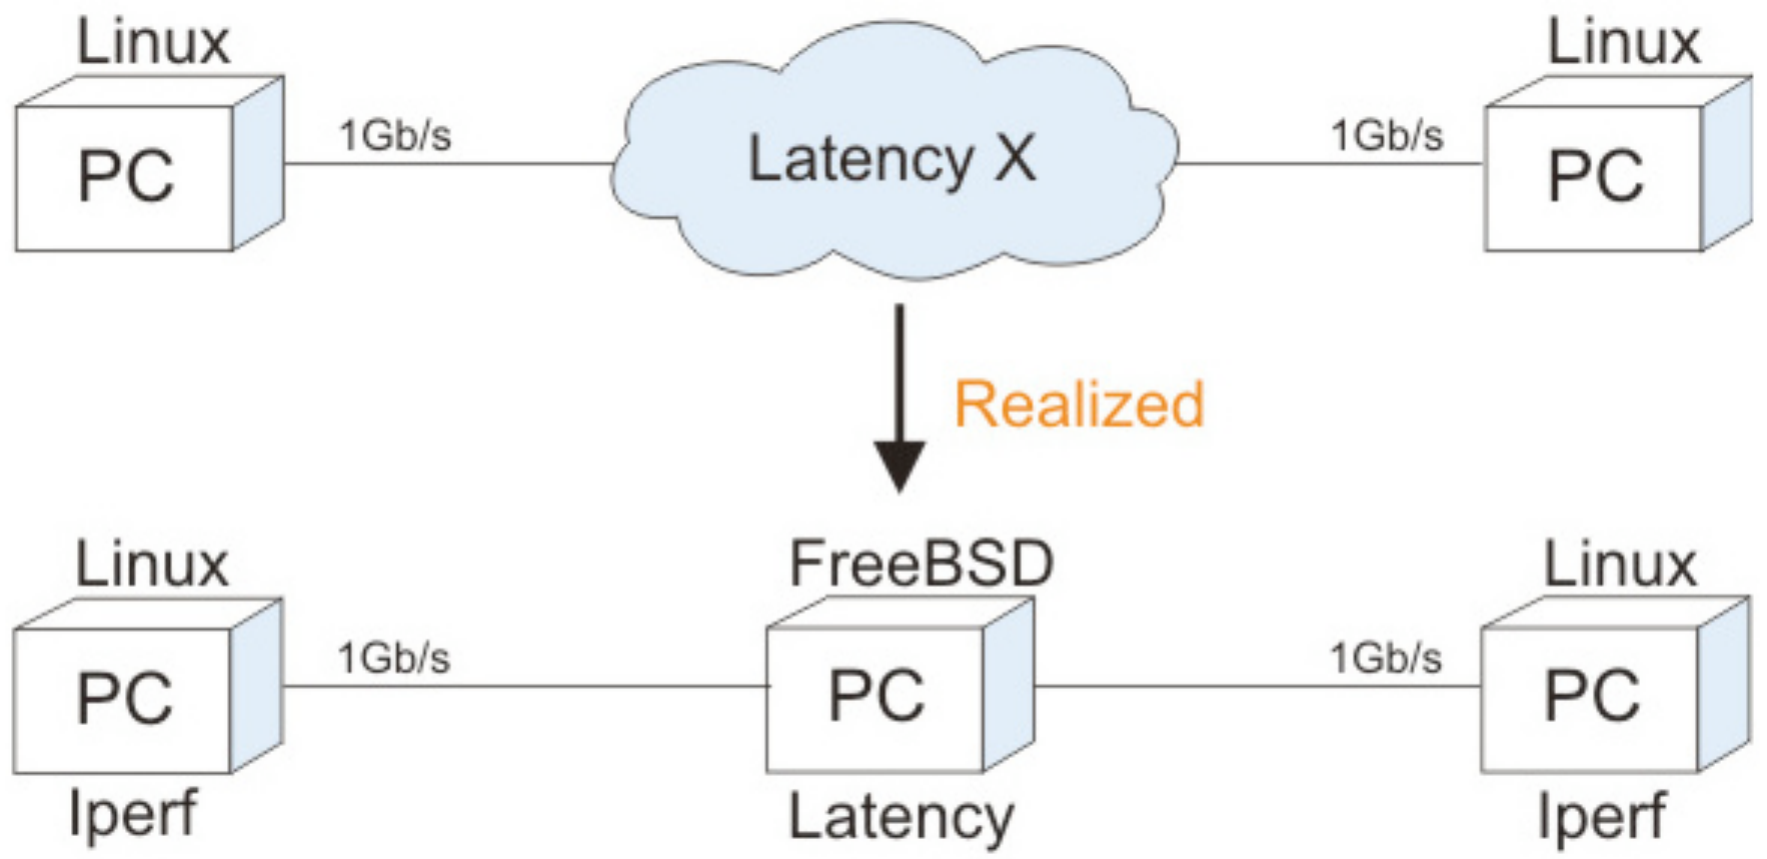 Linux
Linux
1Gb/s
1Gb/s
PC
Latency X
PC
Realized
Linux
FreeBSD
Linux
1Gb/s
1Gb/s
PC
PC
PC
Iperf
Latency
Iperf